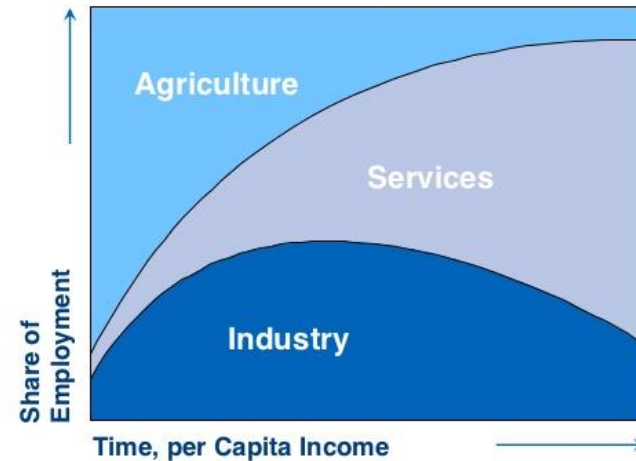 Agriculture
Services
Industry
Share of
Employment
Time, per Capita Income